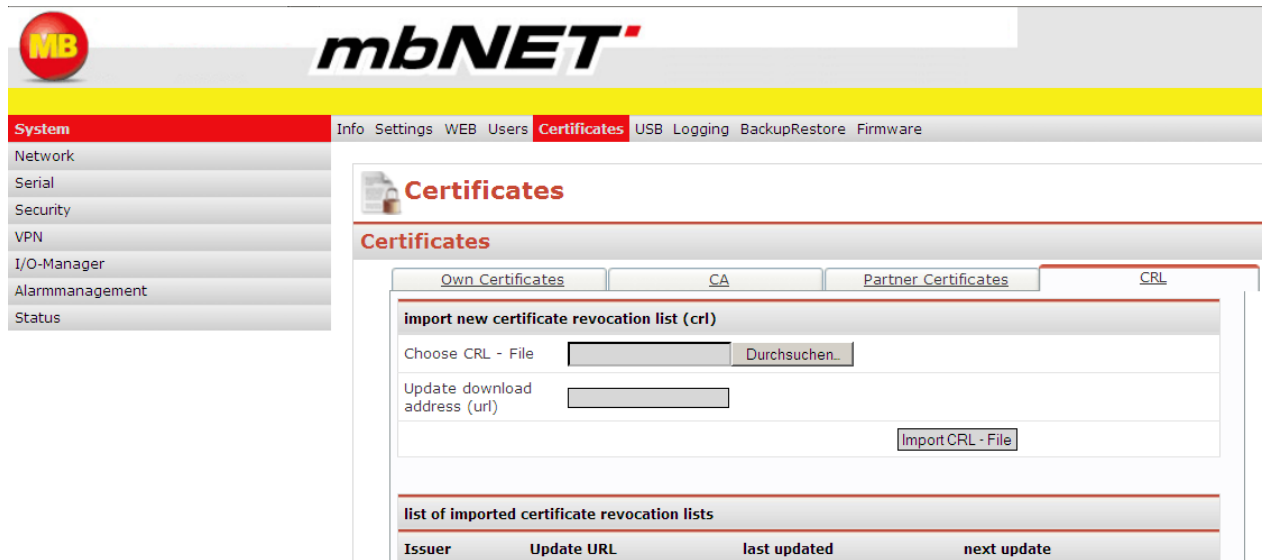 MB
mbNET
System
Info Settings WEB Users Certificates USB Logging BackupRestore Firmware
Network
Serial
Security
VPN
I/O-Manager
Alarmmanagement
Status
Certificates
Certificates
Own Certificates CA Partner Certificates CRL
import new certificate revocation list (crl)
Choose CRL - File Durchsuchen...
Update download
address (url)
Import CRL - File
list of imported certificate revocation lists
Issuer Update URL last updated next update